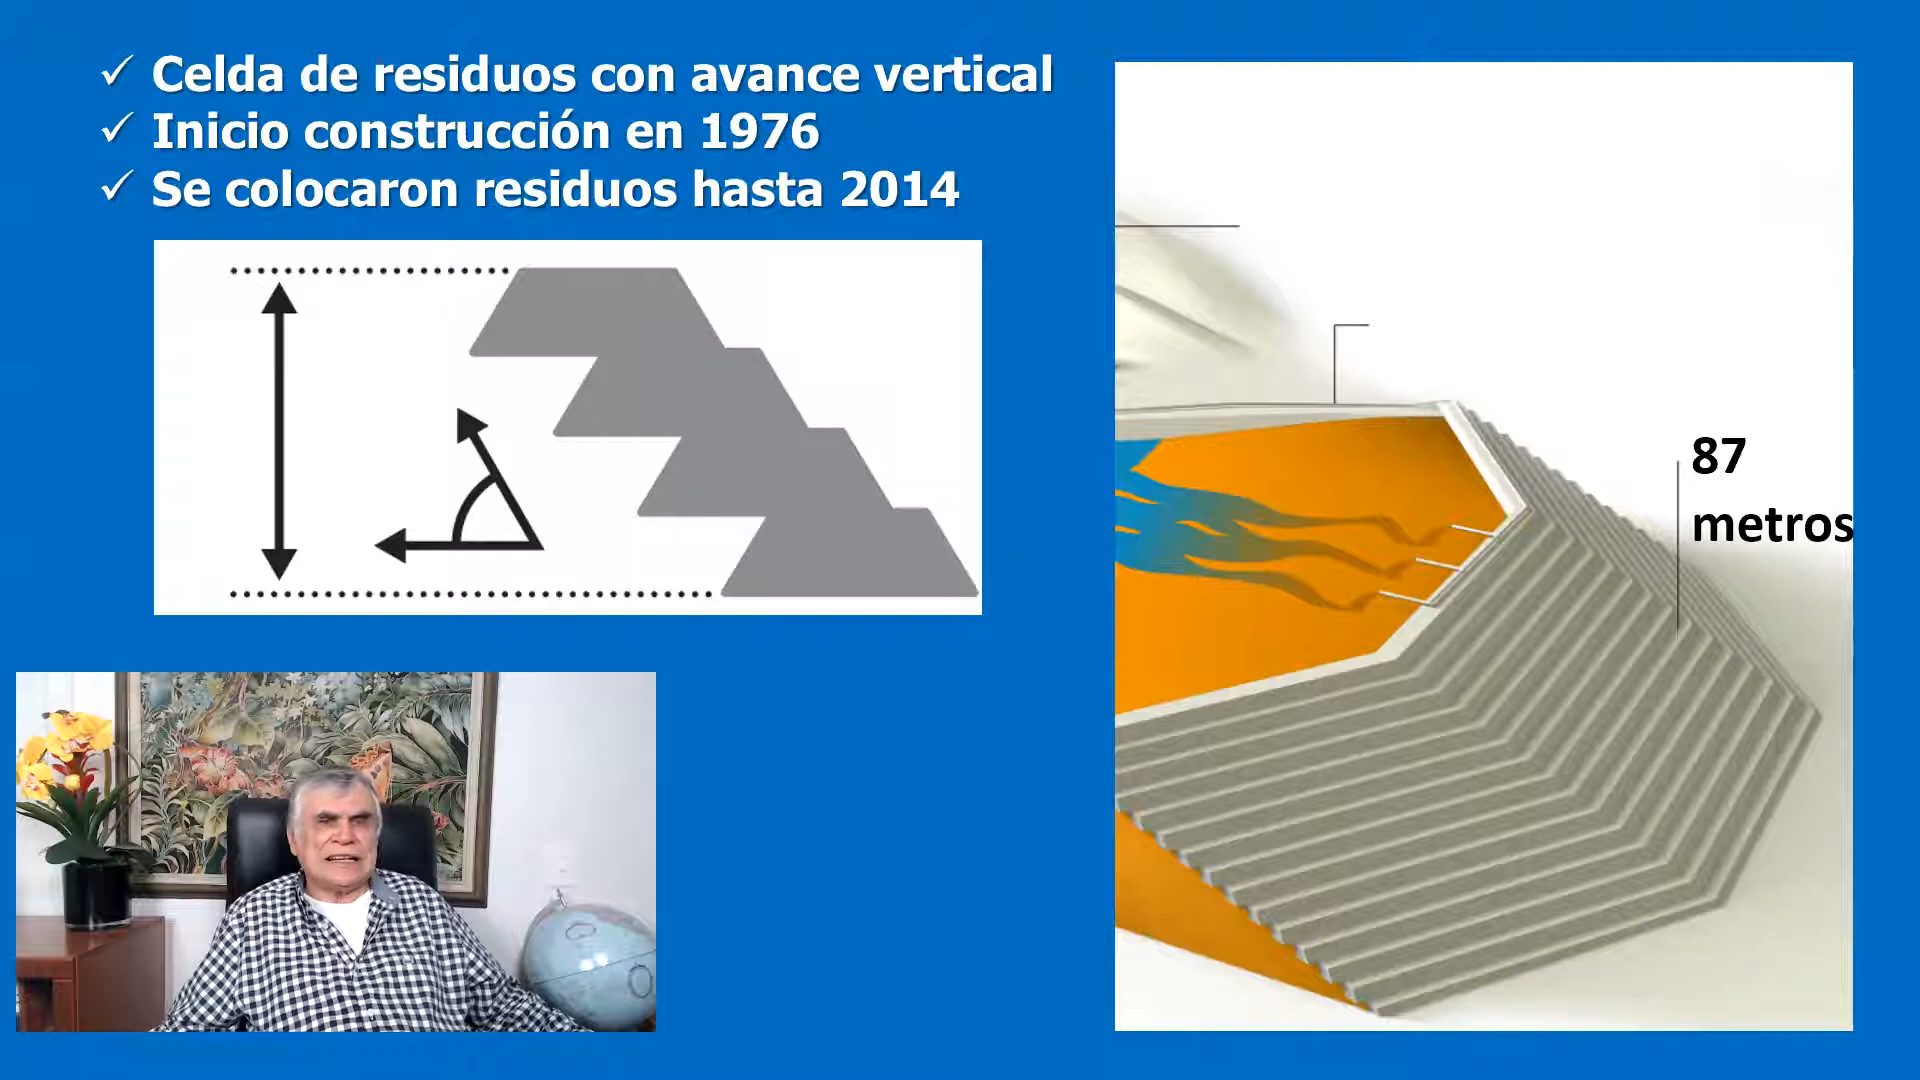 Celda de residuos con avance vertical
Inicio construcción en 1976
Se colocaron residuos hasta 2014
87
metros